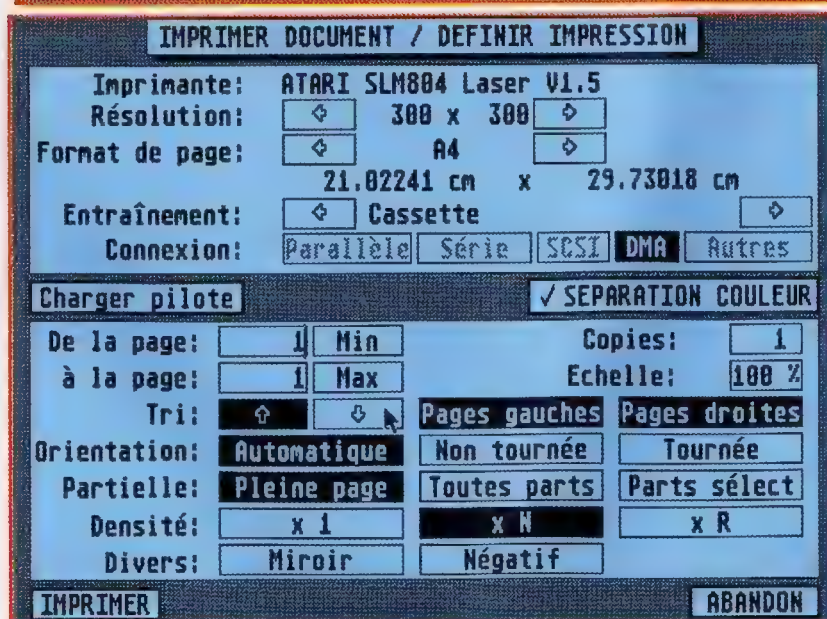 IMPRIMER DOCUMENT / DEFINIR IMPRESSION
Imprimante: ATARI SLM804 Laser V1.5
Résolution: 300 x 300
Format de page: A4
21.02241 cm x 29.73018 cm
Entraînement: Cassette
Connexion: Parallèle Série SCSI DMA Autres
Charger pilote ✓ SEPARATION COULEUR
De la page: 1 Min Copies: 1
à la page: 1 Max Echelle: 100 %
Tri: ⇧ ⇩ Pages gauches Pages droites
Orientation: Automatique Non tournée Tournée
Partielle: Pleine page Toutes parts Parts sélect
Densité: x 1 x N x R
Divers: Miroir Négatif
IMPRIMER ABANDON